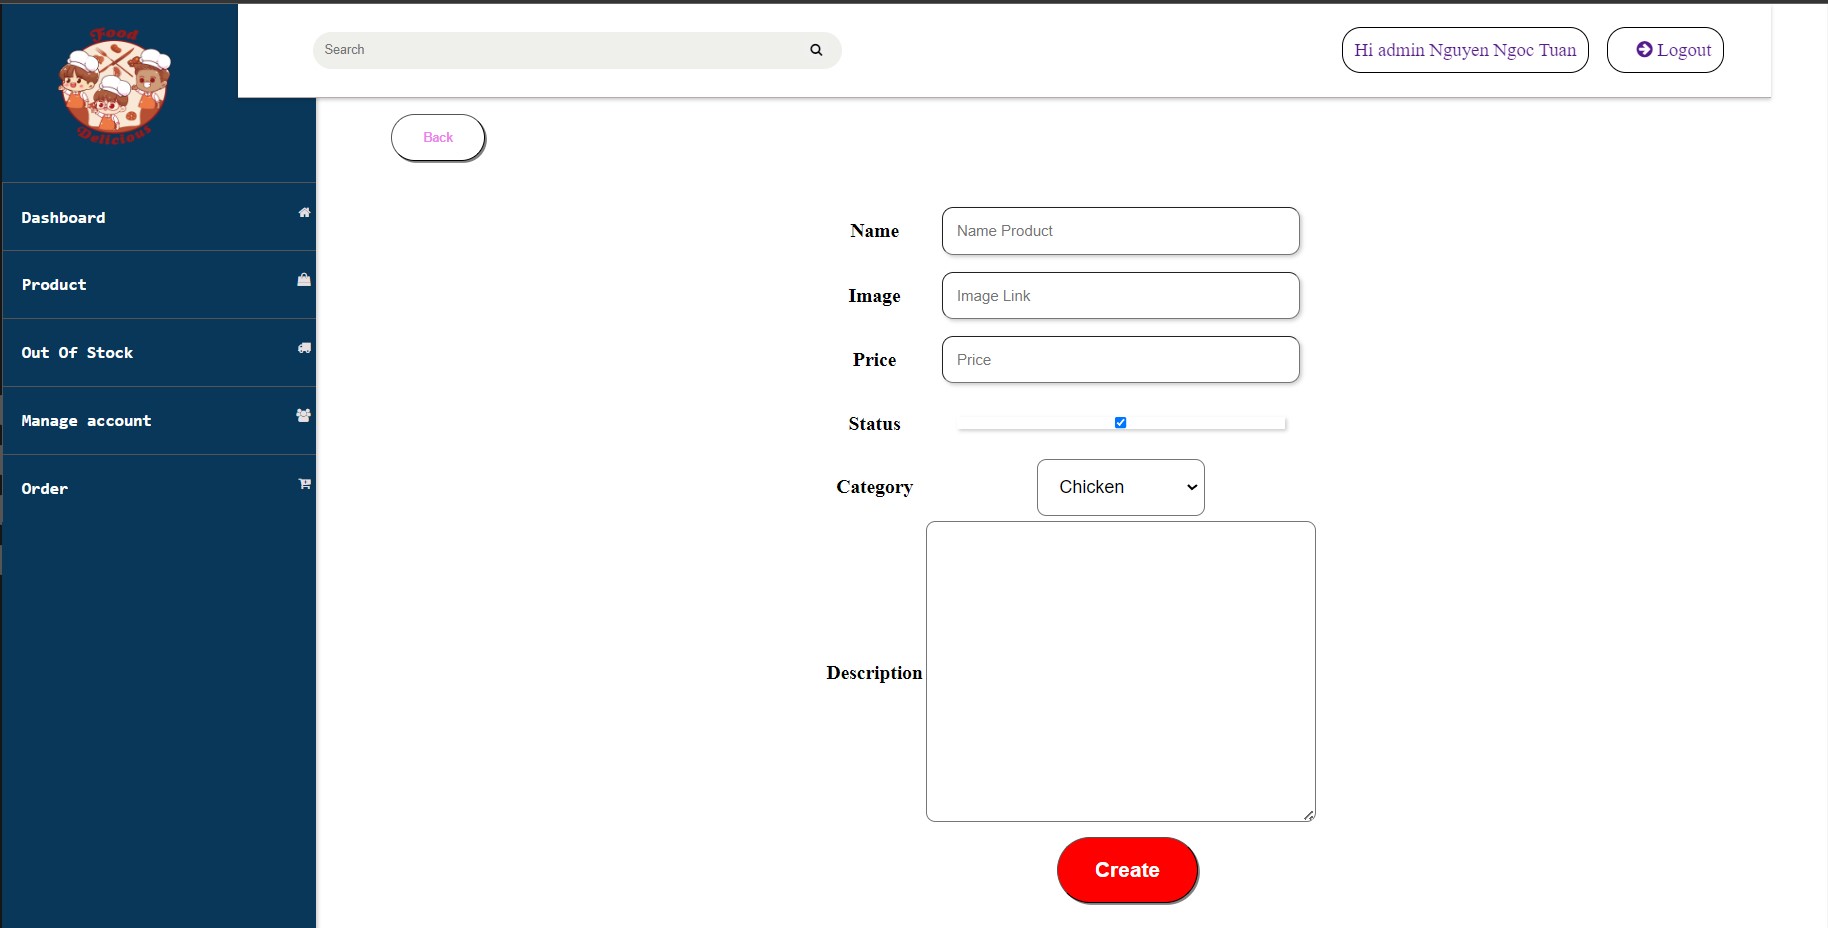 Food
Delicious
Search
Hi admin Nguyen Ngoc Tuan
Logout
Dashboard
Product
Out Of Stock
Manage account
Order
Back
Name
Name Product
Image
Image Link
Price
Price
Status
Category
Chicken
Description
Create